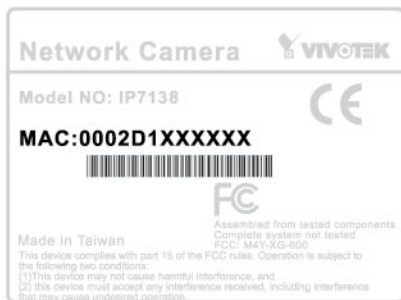 Network Camera
VIVOTEK
Model NO: IP7138
CE
MAC:0002D1XXXXXX
FC
Assembled from tested components
Complete system not tested
Made in Taiwan
FCC: M4Y-XG-600
This device complies with part 15 of the FCC rules. Operation is subject to
the following two conditions:
(1)This device may not cause harmful interference, and
(2) this device must accept any interference received, including interference
that may cause undesired operation.